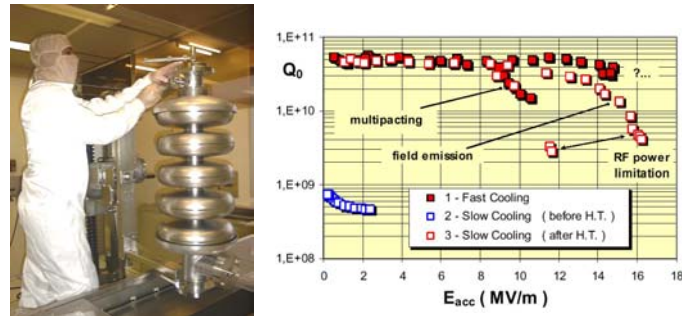 1,E+11
Q0
1,E+10
1,E+09
1,E+08
multipacting
field emission
?...
RF power
limitation
1 - Fast Cooling
2 - Slow Cooling ( before H.T. )
3 - Slow Cooling ( after H.T. )
0 2 4 6 8 10 12 14 16 18
Eacc ( MV/m )